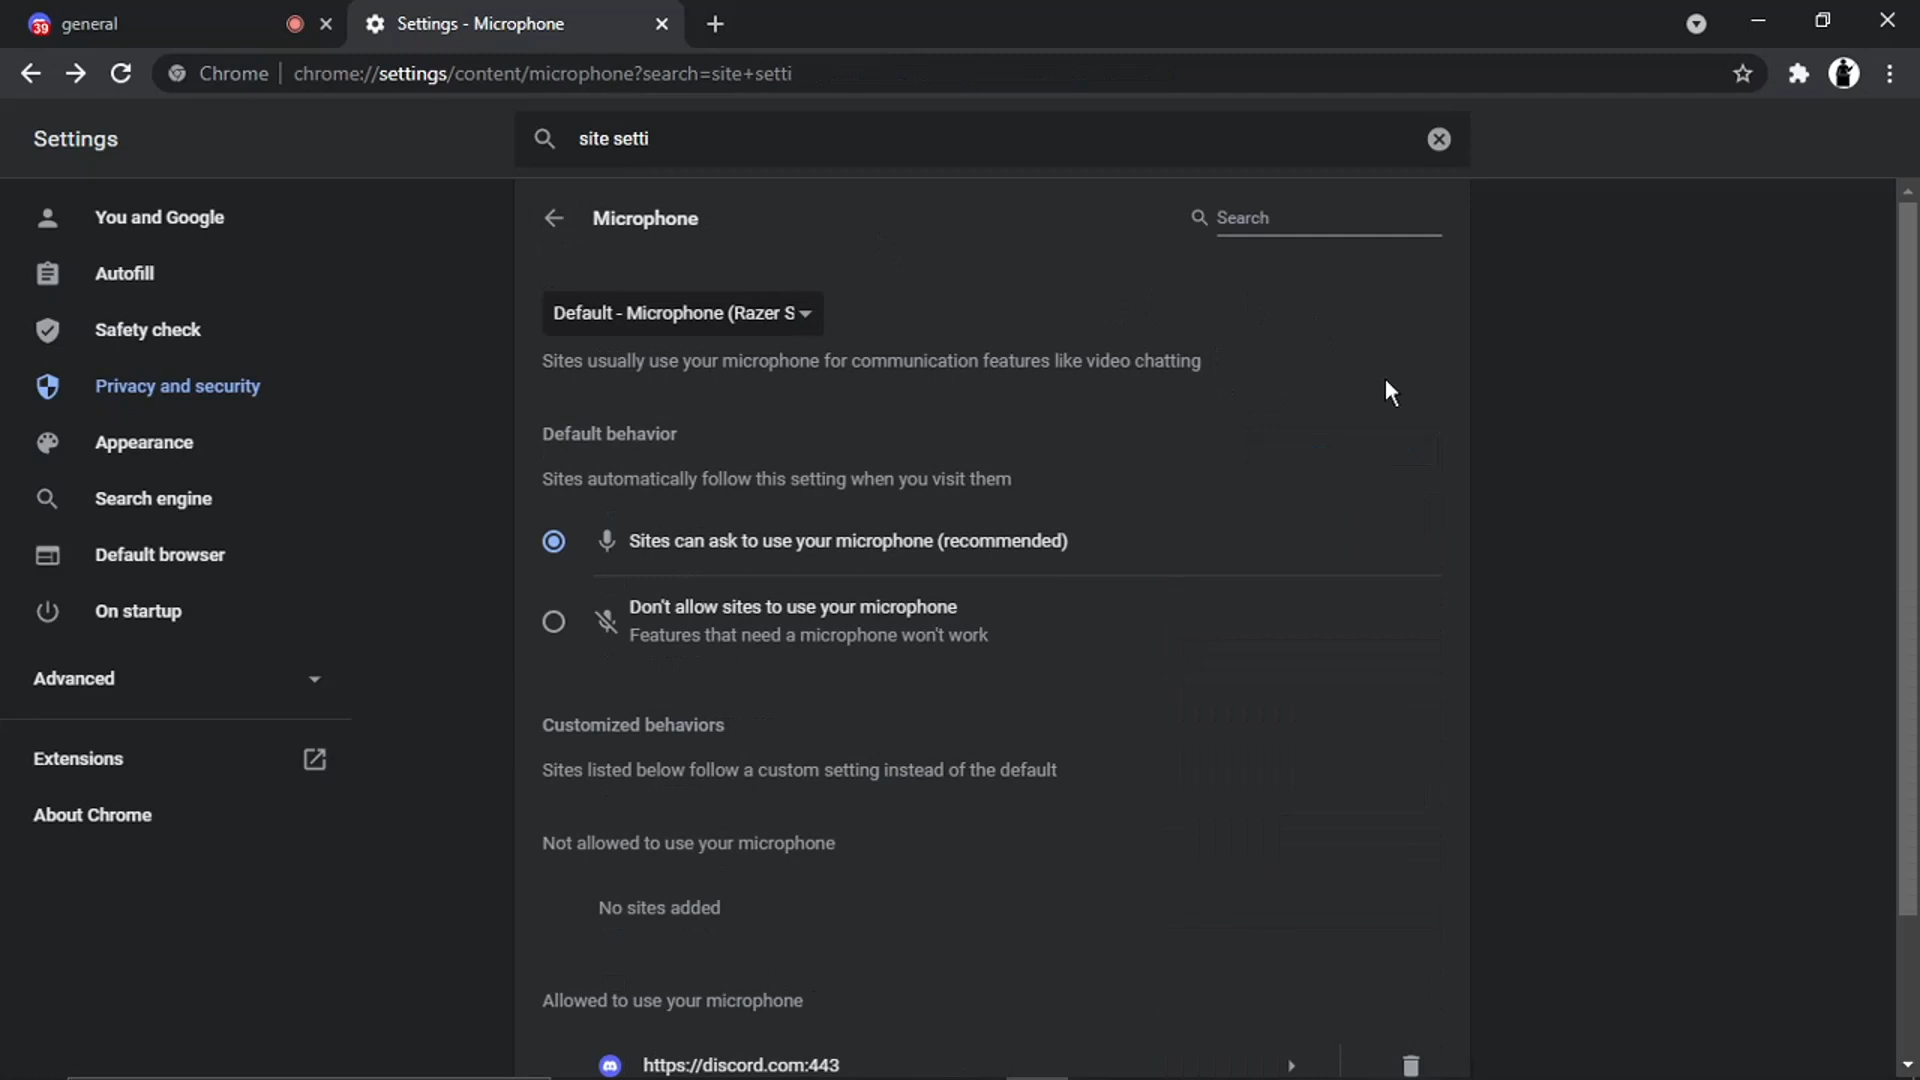 39 general
Settings - Microphone
Chrome
chrome://settings/content/microphone?search=site+setti
Settings
site setti
You and Google
Autofill
Safety check
Privacy and security
Appearance
Search engine
Default browser
On startup
Advanced
Extensions
About Chrome
Microphone
Search
Default - Microphone (Razer S
Sites usually use your microphone for communication features like video chatting
Default behavior
Sites automatically follow this setting when you visit them
Sites can ask to use your microphone (recommended)
Don't allow sites to use your microphone
Features that need a microphone won't work
Customized behaviors
Sites listed below follow a custom setting instead of the default
Not allowed to use your microphone
No sites added
Allowed to use your microphone
https://discord.com:443